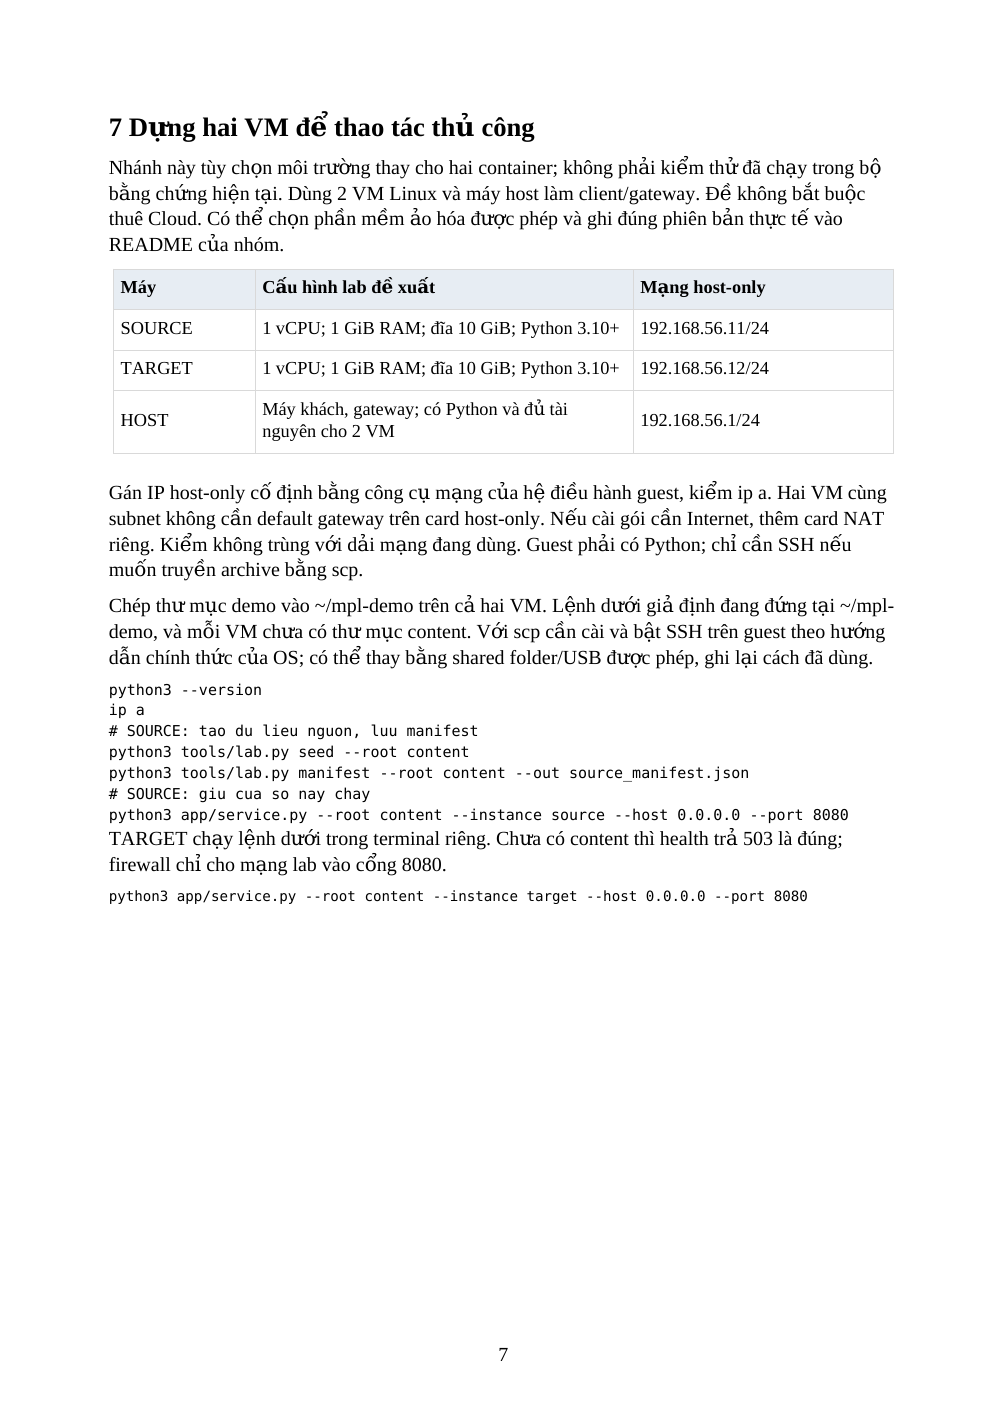 7 Dựng hai VM để thao tác thủ công
Nhánh này tùy chọn môi trường thay cho hai container; không phải kiểm thử đã chạy trong bộ
bằng chứng hiện tại. Dùng 2 VM Linux và máy host làm client/gateway. Đề không bắt buộc
thuê Cloud. Có thể chọn phần mềm ảo hóa được phép và ghi đúng phiên bản thực tế vào
README của nhóm.
Máy Cấu hình lab đề xuất Mạng host-only
SOURCE 1 vCPU; 1 GiB RAM; đĩa 10 GiB; Python 3.10+ 192.168.56.11/24
TARGET 1 vCPU; 1 GiB RAM; đĩa 10 GiB; Python 3.10+ 192.168.56.12/24
HOST Máy khách, gateway; có Python và đủ tài
nguyên cho 2 VM 192.168.56.1/24
Gán IP host-only cố định bằng công cụ mạng của hệ điều hành guest, kiểm ip a. Hai VM cùng
subnet không cần default gateway trên card host-only. Nếu cài gói cần Internet, thêm card NAT
riêng. Kiểm không trùng với dải mạng đang dùng. Guest phải có Python; chỉ cần SSH nếu
muốn truyền archive bằng scp.
Chép thư mục demo vào ~/mpl-demo trên cả hai VM. Lệnh dưới giả định đang đứng tại ~/mpl-
demo, và mỗi VM chưa có thư mục content. Với scp cần cài và bật SSH trên guest theo hướng
dẫn chính thức của OS; có thể thay bằng shared folder/USB được phép, ghi lại cách đã dùng.
python3 --version
ip a
# SOURCE: tao du lieu nguon, luu manifest
python3 tools/lab.py seed --root content
python3 tools/lab.py manifest --root content --out source_manifest.json
# SOURCE: giu cua so nay chay
python3 app/service.py --root content --instance source --host 0.0.0.0 --port 8080
TARGET chạy lệnh dưới trong terminal riêng. Chưa có content thì health trả 503 là đúng;
firewall chỉ cho mạng lab vào cổng 8080.
python3 app/service.py --root content --instance target --host 0.0.0.0 --port 8080
7